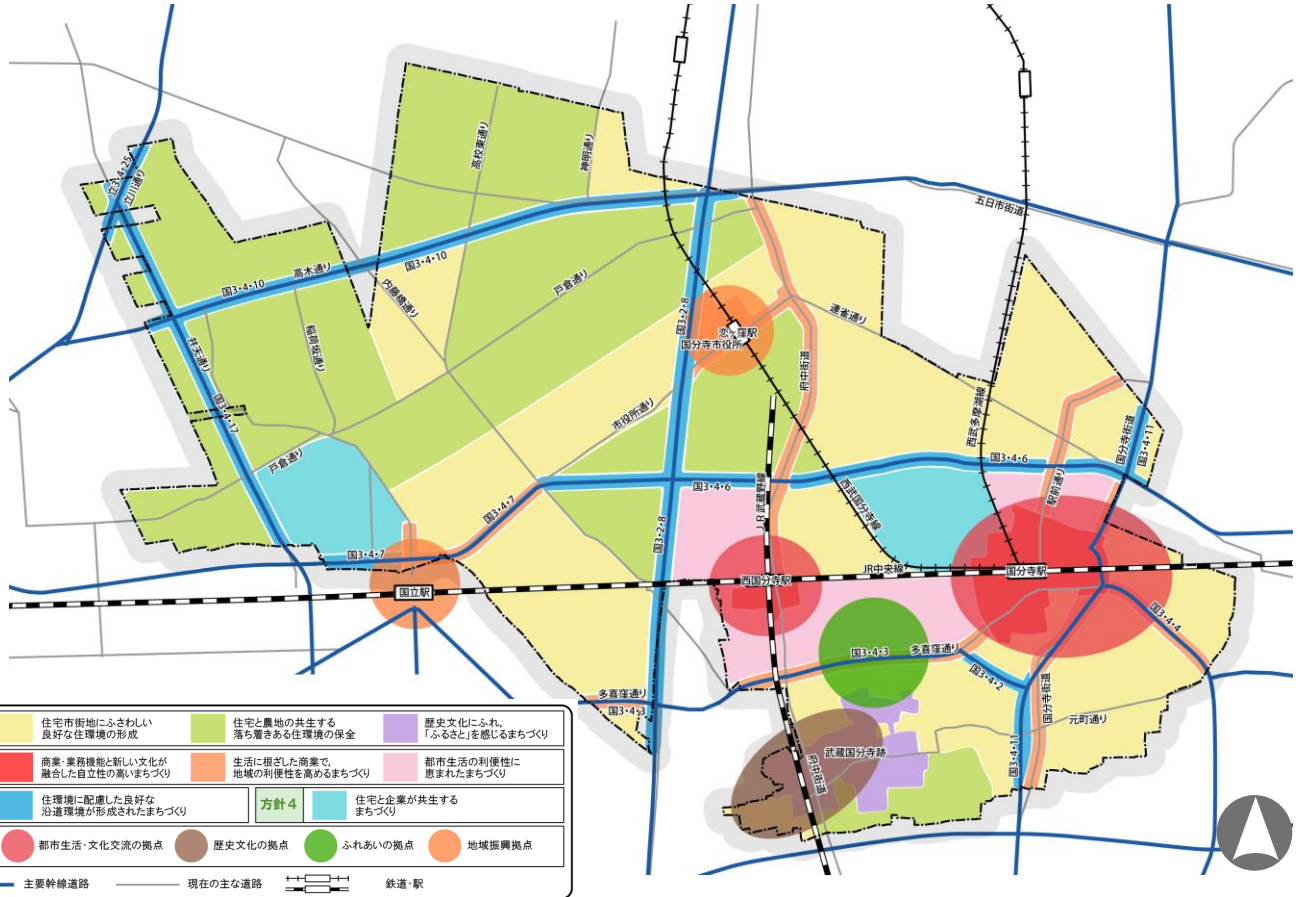 五日市街道
高校東通り
神明通り
立3・4・25
立川通り
国3・4・10
高木通り
国3・4・10
内藤橋通り
戸倉通り
稲荷坂通り
弁天通り
国3・4・17
戸倉通り
国3・2・8
恋ヶ窪駅
国分寺市役所
連雀通り
府中街道
市役所通り
西武多摩湖線
国分寺街道
国3・4・11
駅前通り
国3・4・6
国3・4・6
国3・4・7
国3・4・7
国3・2・8
JR武蔵野線
西武国分寺線
JR中央線
国分寺駅
西国分寺駅
国立駅
国3・4・4
国3・4・3
多喜窪通り
国3・4・2
国分寺街道
元町通り
国3・4・11
多喜窪通り
国3・4・3
武蔵国分寺跡
府中街道
住宅市街地にふさわしい
良好な住環境の形成
住宅と農地の共生する
落ち着きある住環境の保全
歴史文化にふれ,
「ふるさと」を感じるまちづくり
商業・業務機能と新しい文化が
融合した自立性の高いまちづくり
生活に根ざした商業で,
地域の利便性を高めるまちづくり
都市生活の利便性に
恵まれたまちづくり
住環境に配慮した良好な
沿道環境が形成されたまちづくり
方針4
住宅と企業が共生する
まちづくり
都市生活・文化交流の拠点
歴史文化の拠点
ふれあいの拠点
地域振興拠点
主要幹線道路
現在の主な道路
鉄道・駅